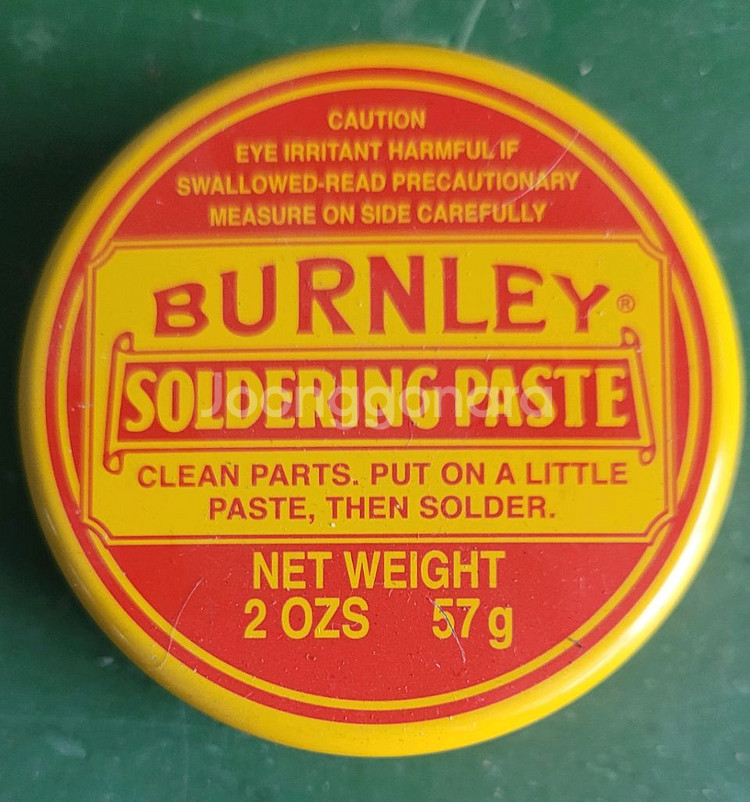 CAUTION
EYE IRRITANT HARMFUL IF
SWALLOWED-READ PRECAUTIONARY
MEASURE ON SIDE CAREFULLY
BURNLEY®
SOLDERING PASTE
Joonggonara
CLEAN PARTS. PUT ON A LITTLE
PASTE, THEN SOLDER.
NET WEIGHT
2 OZS 57g